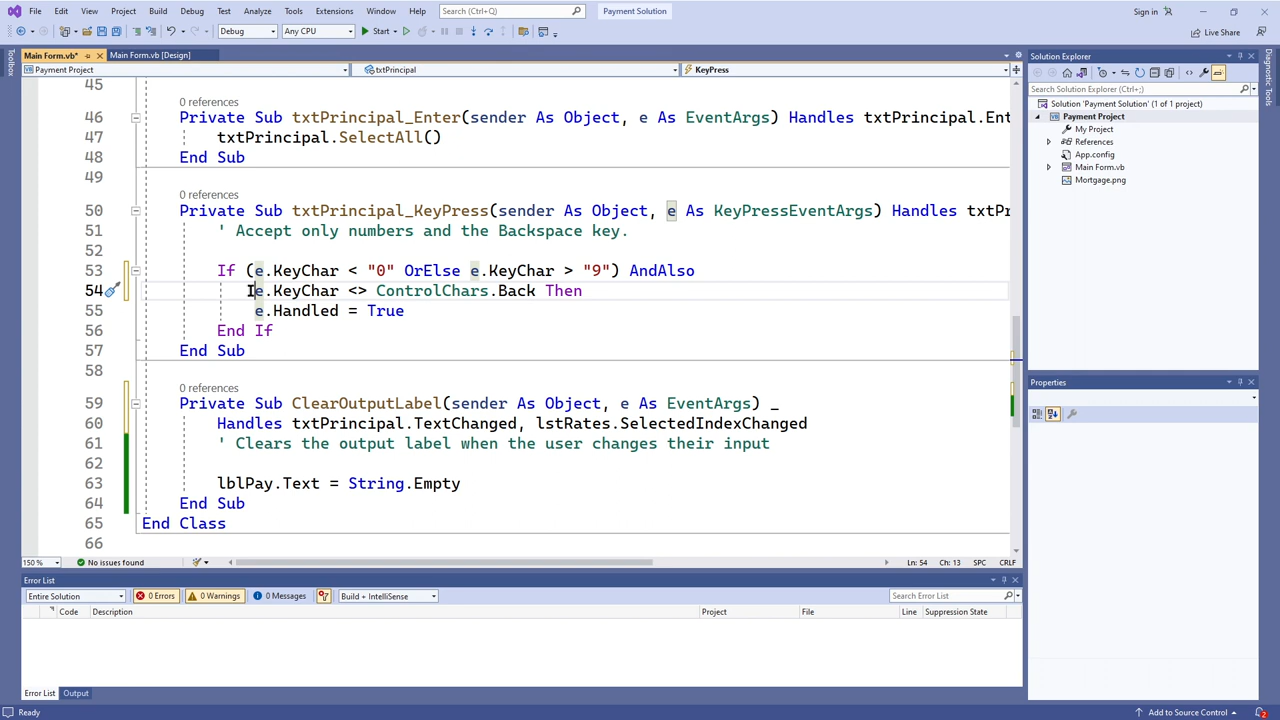 File Edit View Project Build Debug Test Analyze Tools Extensions Window Help Search (Ctrl+;) Payment Solution Sign in
Debug Any CPU Start Live Share
Main Form.vb* Main Form.vb [Design]
Payment Project txtPrincipal KeyPress
45
0 references
46 Private Sub txtPrincipal_Enter(sender As Object, e As EventArgs) Handles txtPrincipal.Ent
47 txtPrincipal.SelectAll()
48 End Sub
49
0 references
50 Private Sub txtPrincipal_KeyPress(sender As Object, e As KeyPressEventArgs) Handles txtPr
51 ' Accept only numbers and the Backspace key.
52
53 If (e.KeyChar < "0" OrElse e.KeyChar > "9") AndAlso
54 e.KeyChar <> ControlChars.Back Then
55 e.Handled = True
56 End If
57 End Sub
58
0 references
59 Private Sub ClearOutputLabel(sender As Object, e As EventArgs) _
60 Handles txtPrincipal.TextChanged, lstRates.SelectedIndexChanged
61 ' Clears the output label when the user changes their input
62
63 lblPay.Text = String.Empty
64 End Sub
65 End Class
66
150 % No issues found Ln: 54 Ch: 13 SPC CRLF
Error List
Entire Solution 0 Errors 0 Warnings 0 Messages Build + IntelliSense Search Error List
Code Description Project File Line Suppression State
Error List Output
Ready Add to Source Control 2
Toolbox
Solution Explorer
Search Solution Explorer (Ctrl+;)
Solution 'Payment Solution' (1 of 1 project)
Payment Project
My Project
References
App.config
Main Form.vb
Mortgage.png
Properties
Diagnostic Tools